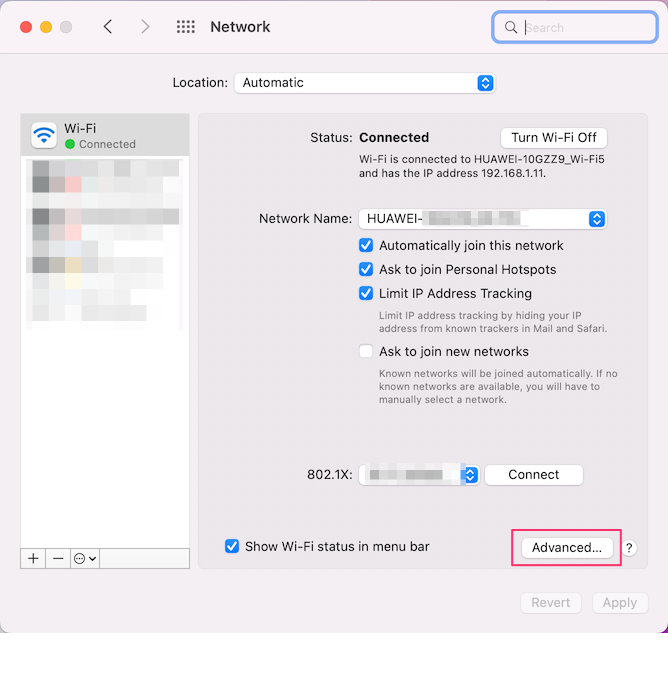 Network
Search
Location: Automatic
Wi-Fi
Connected
Status: Connected
Turn Wi-Fi Off
Wi-Fi is connected to HUAWEI-10GZZ9_Wi-Fi5
and has the IP address 192.168.1.11.
Network Name: HUAWEI-
Automatically join this network
Ask to join Personal Hotspots
Limit IP Address Tracking
Limit IP address tracking by hiding your IP
address from known trackers in Mail and Safari.
Ask to join new networks
Known networks will be joined automatically. If no
known networks are available, you will have to
manually select a network.
802.1X:
Connect
Show Wi-Fi status in menu bar
Advanced...
?
Revert
Apply